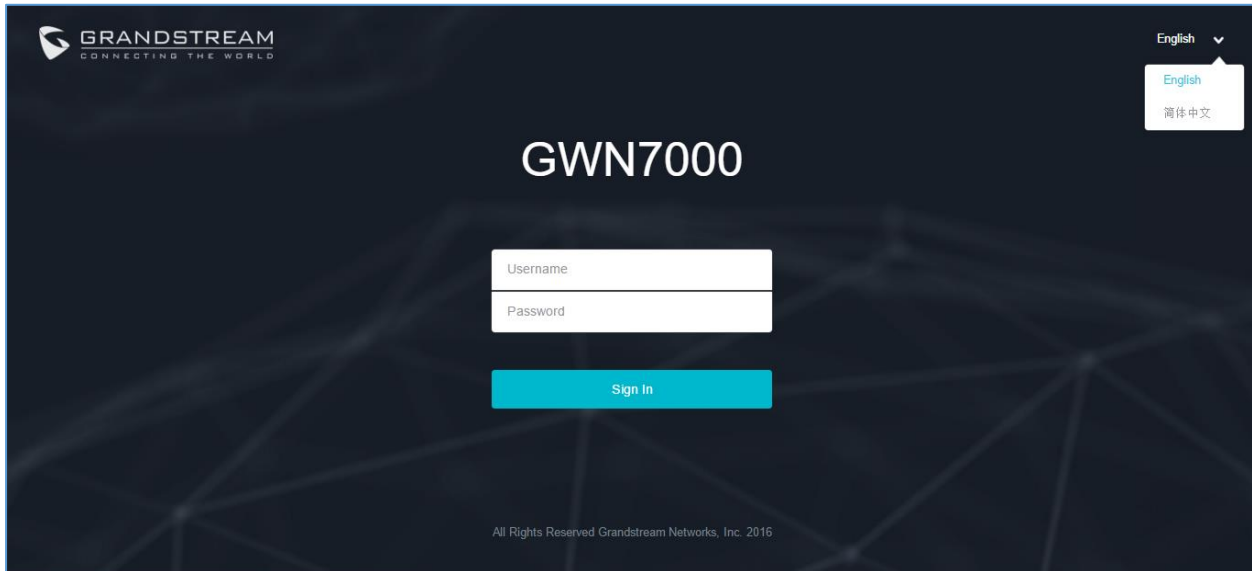 GRANDSTREAM
CONNECTING THE WORLD
English
English
简体中文
GWN7000
Username
Password
Sign In
All Rights Reserved Grandstream Networks, Inc. 2016